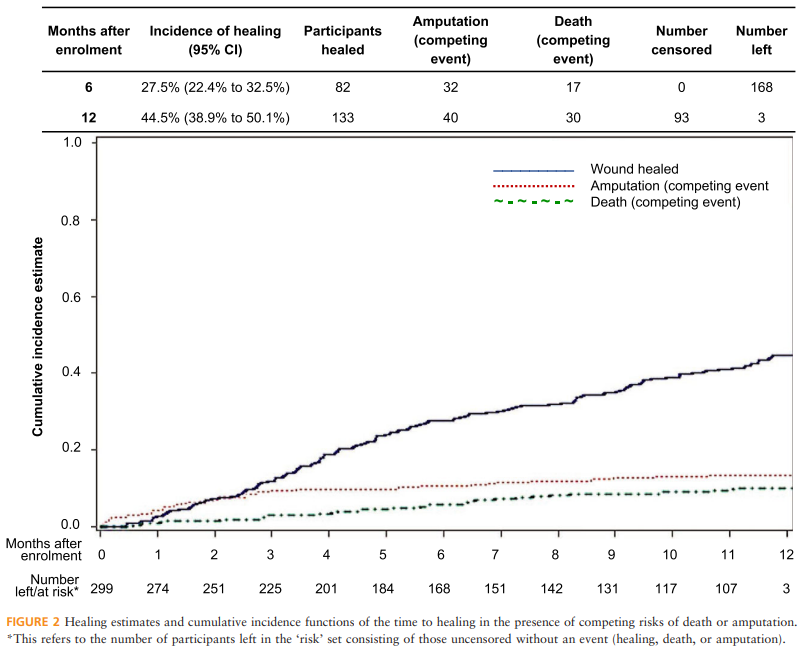 Months after enrolment Incidence of healing (95% CI) Participants healed Amputation (competing event) Death (competing event) Number censored Number left
6 27.5% (22.4% to 32.5%) 82 32 17 0 168
12 44.5% (38.9% to 50.1%) 133 40 30 93 3
1.0
0.8
0.6
0.4
0.2
0.0
Cumulative incidence estimate
Wound healed
Amputation (competing event
Death (competing event)
Months after enrolment 0 1 2 3 4 5 6 7 8 9 10 11 12
Number left/at risk* 299 274 251 225 201 184 168 151 142 131 117 107 3
FIGURE 2 Healing estimates and cumulative incidence functions of the time to healing in the presence of competing risks of death or amputation.
*This refers to the number of participants left in the ‘risk’ set consisting of those uncensored without an event (healing, death, or amputation).